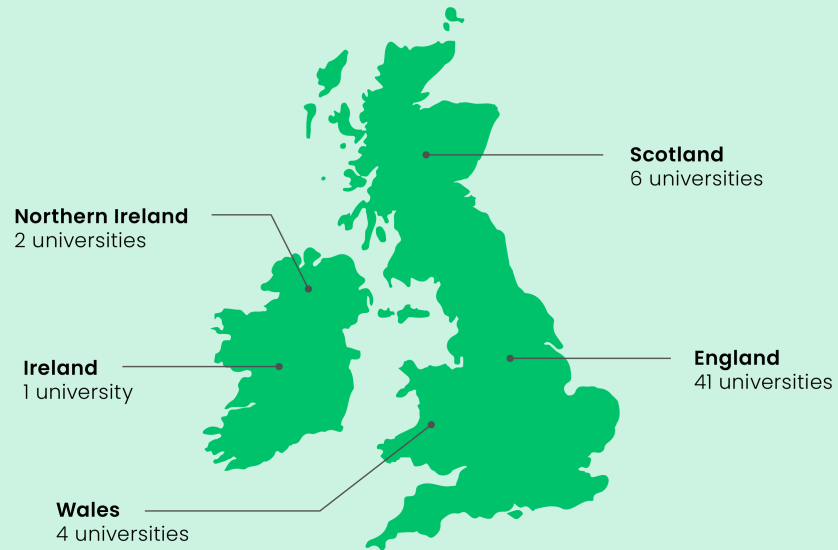 Scotland
6 universities
Northern Ireland
2 universities
England
41 universities
Ireland
1 university
Wales
4 universities